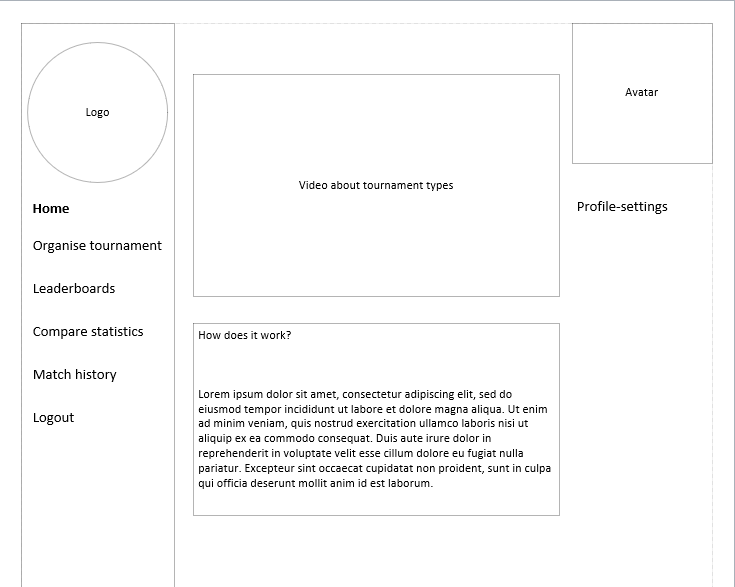 Logo
Home
Organise tournament
Leaderboards
Compare statistics
Match history
Logout
Video about tournament types
How does it work?
Lorem ipsum dolor sit amet, consectetur adipiscing elit, sed do
eiusmod tempor incididunt ut labore et dolore magna aliqua. Ut enim
ad minim veniam, quis nostrud exercitation ullamco laboris nisi ut
aliquip ex ea commodo consequat. Duis aute irure dolor in
reprehenderit in voluptate velit esse cillum dolore eu fugiat nulla
pariatur. Excepteur sint occaecat cupidatat non proident, sunt in culpa
qui officia deserunt mollit anim id est laborum.
Avatar
Profile-settings